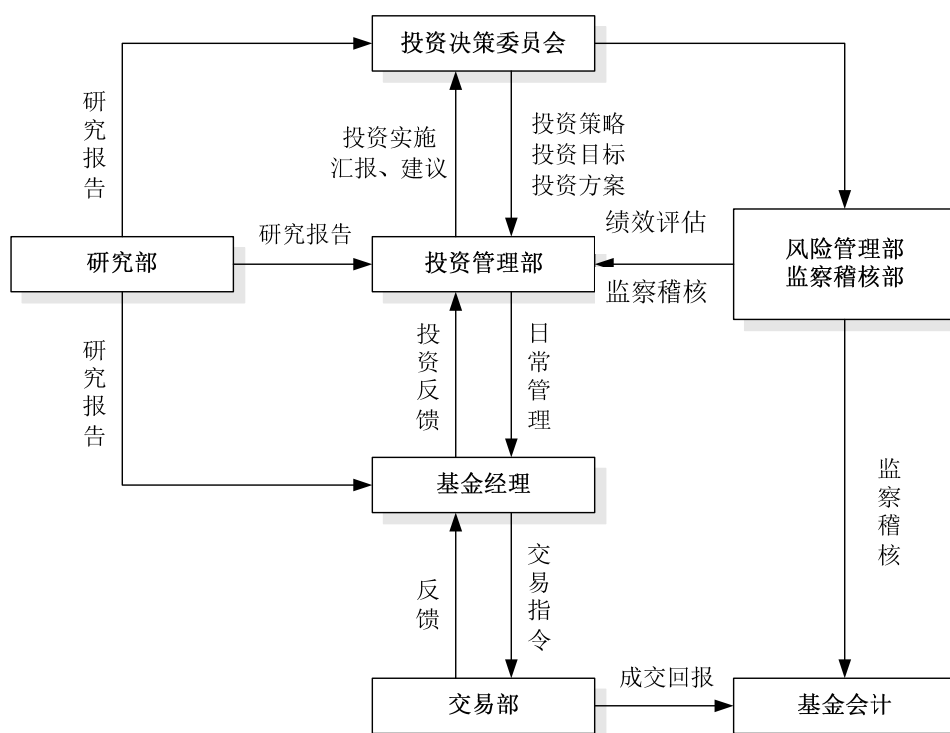 投资决策委员会
研究报告
投资实施
汇报、建议
投资策略
投资目标
投资方案
绩效评估
研究报告
研究部
投资管理部
风险管理部
监察稽核部
监察稽核
研究报告
投资反馈
日常管理
基金经理
监察稽核
反馈
交易指令
成交回报
交易部
基金会计